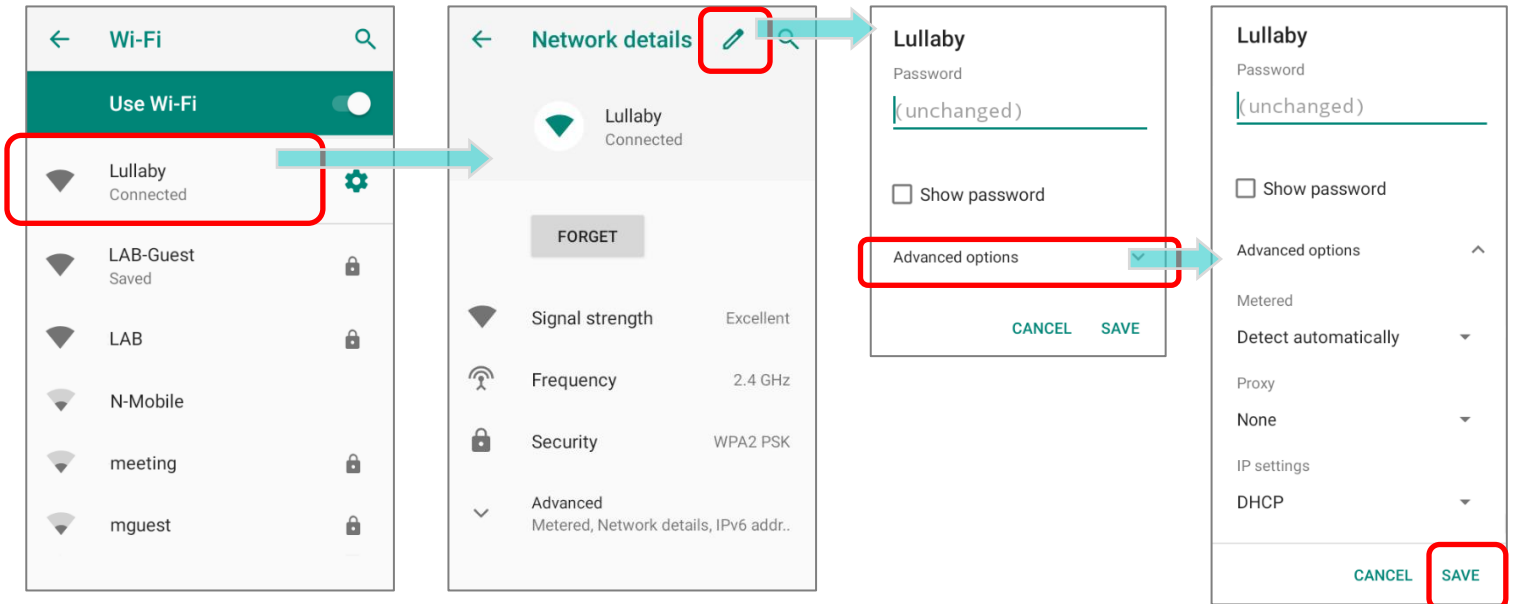 Wi-Fi
Use Wi-Fi
Lullaby
Connected
LAB-Guest
Saved
LAB
N-Mobile
meeting
mguest
Network details
Lullaby
Connected
FORGET
Signal strength Excellent
Frequency 2.4 GHz
Security WPA2 PSK
Advanced
Metered, Network details, IPv6 addr..
Lullaby
Password
(unchanged)
Show password
Advanced options
CANCEL SAVE
Lullaby
Password
(unchanged)
Show password
Advanced options
Metered
Detect automatically
Proxy
None
IP settings
DHCP
CANCEL SAVE